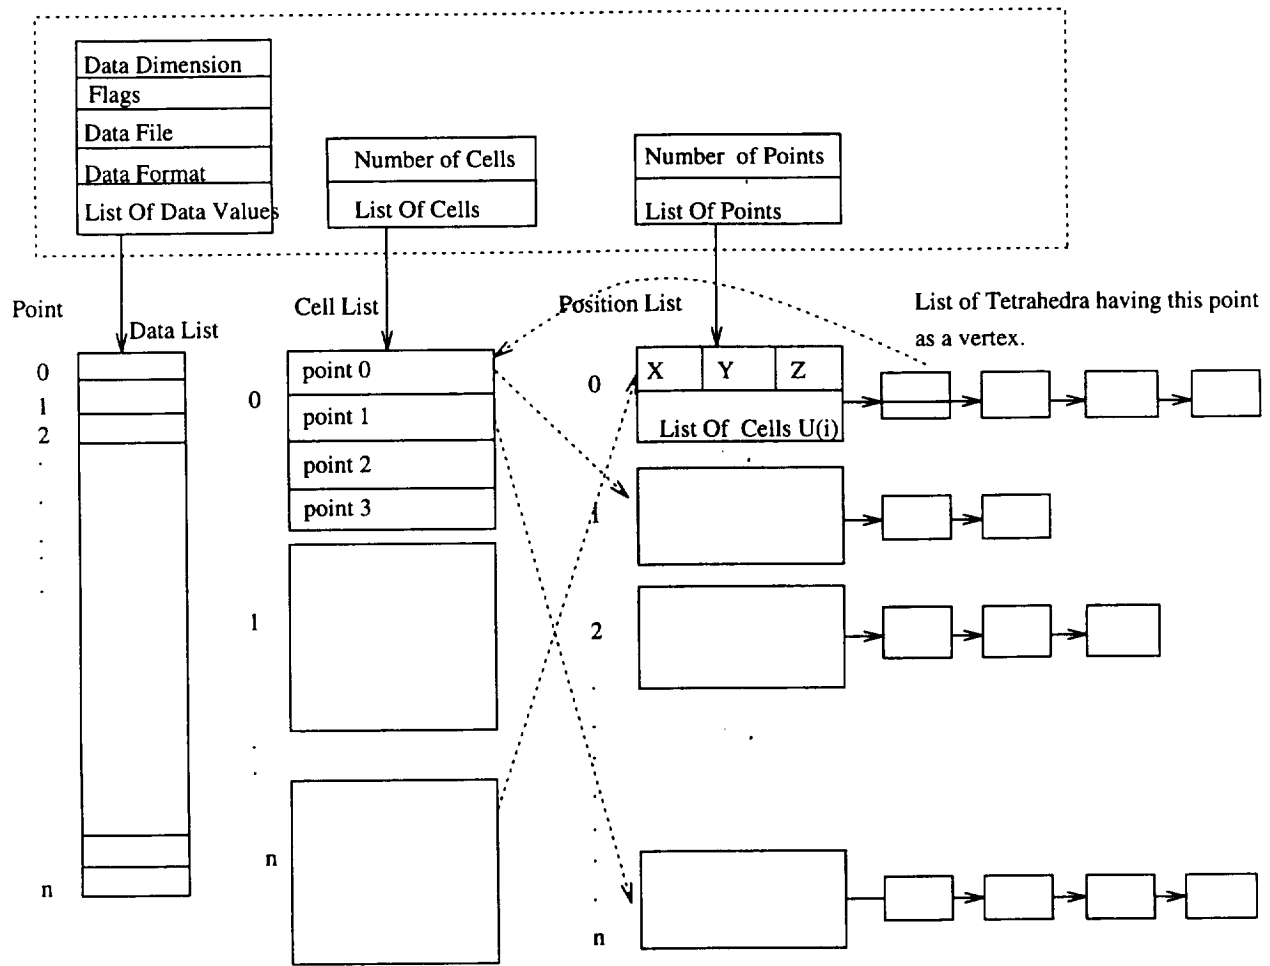 Data Dimension
Flags
Data File
Data Format
List Of Data Values
Number of Cells
List Of Cells
Number of Points
List Of Points
Point
Data List
Cell List
Position List
List of Tetrahedra having this point
as a vertex.
0
1
2
n
0
point 0
point 1
point 2
point 3
1
n
0
X Y Z
List Of Cells U(i)
1
2
n